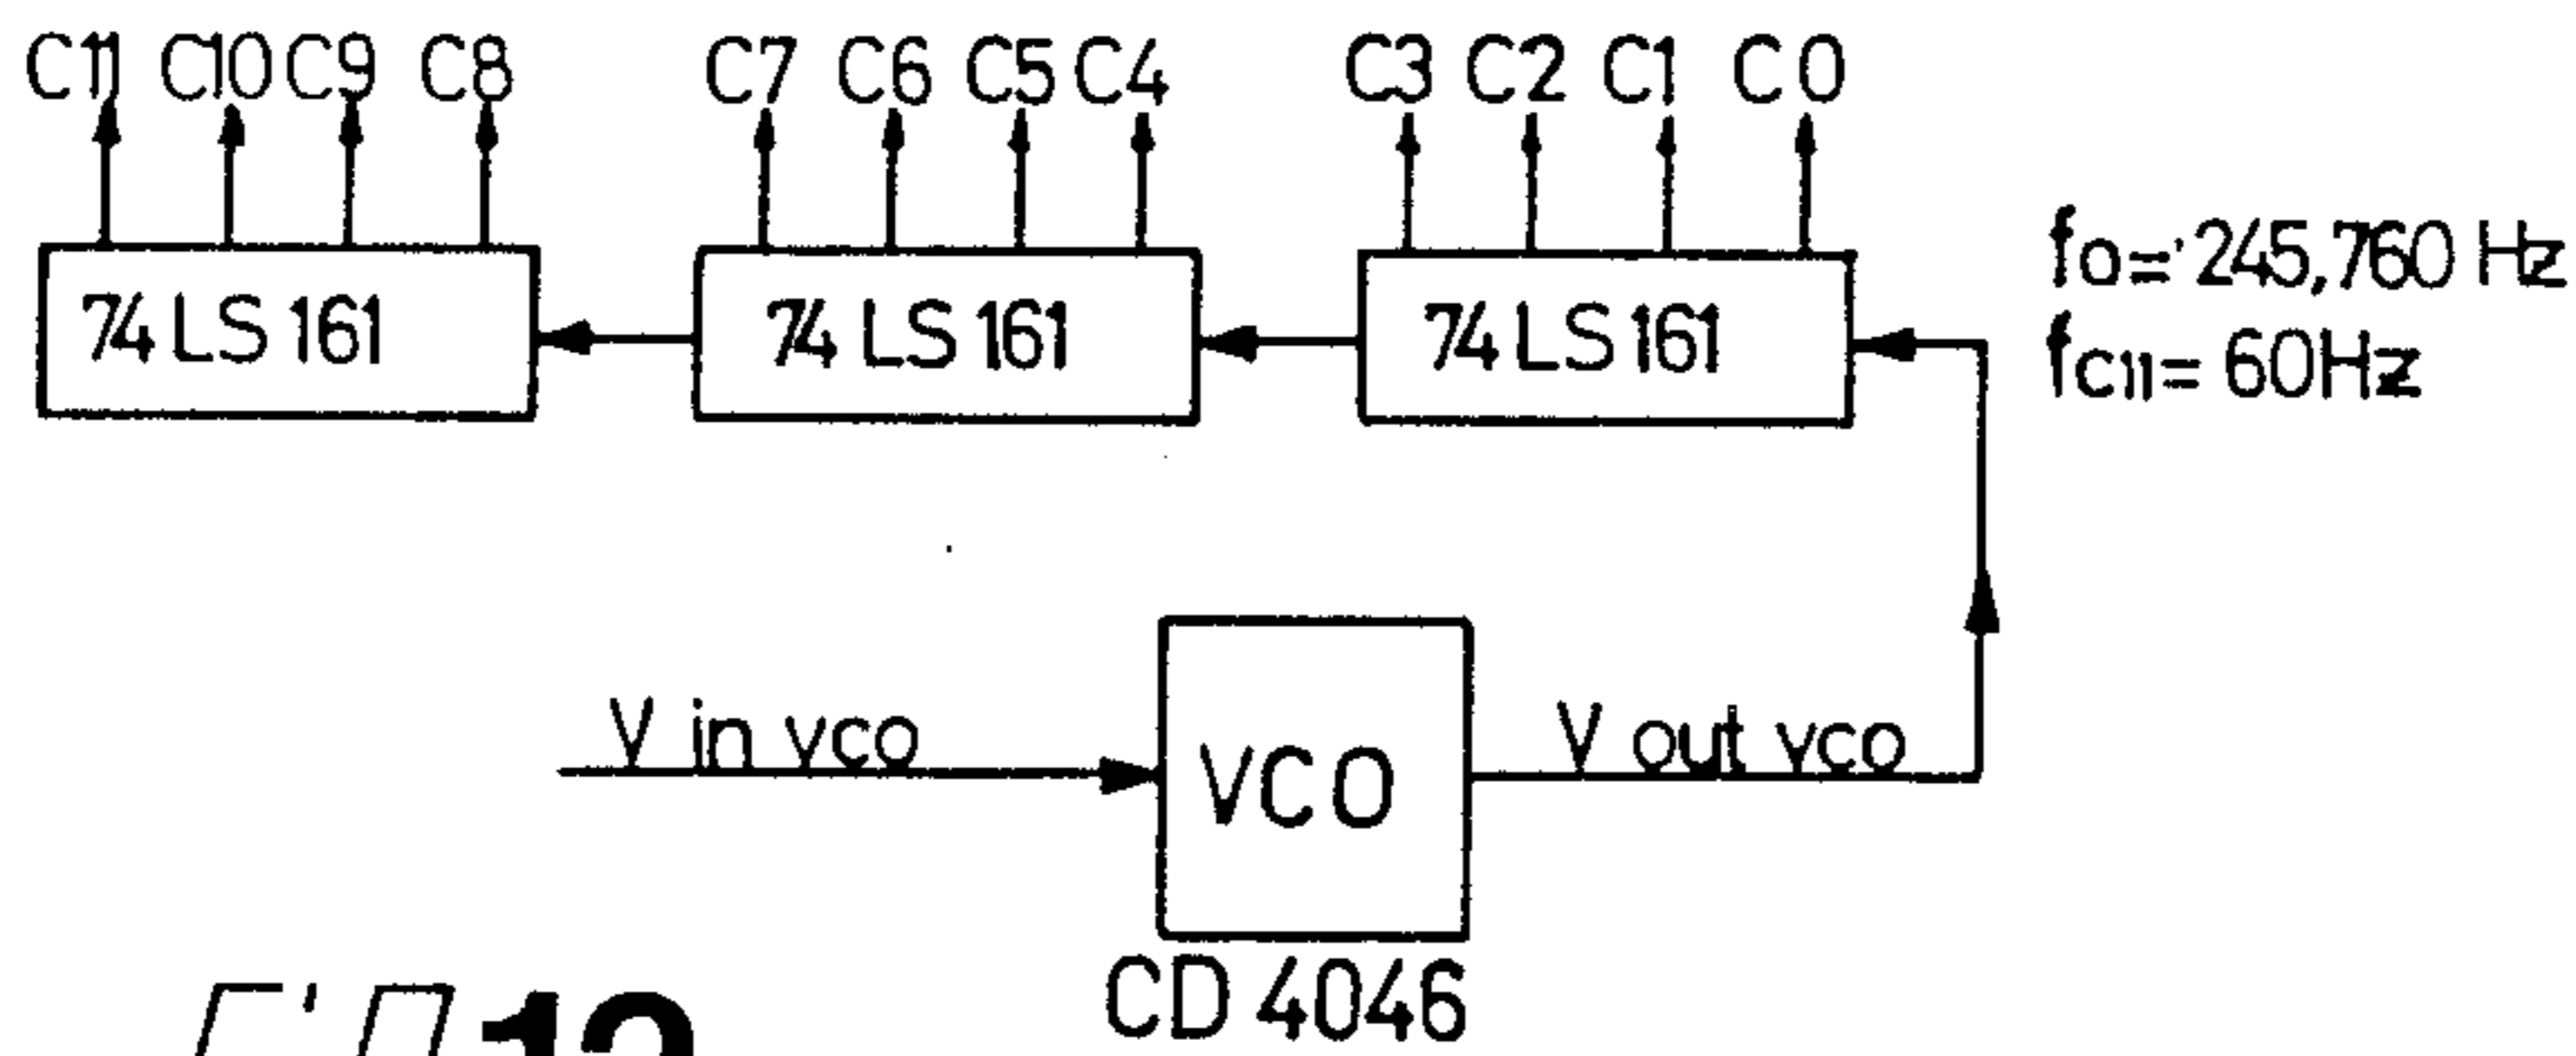 C11 C10 C9 C8 C7 C6 C5 C4 C3 C2 C1 C0
74 LS 161 74 LS 161 74 LS 161
fo= 245,760 Hz
fC11= 60Hz
V in vco
VCO
V out vco
CD 4046